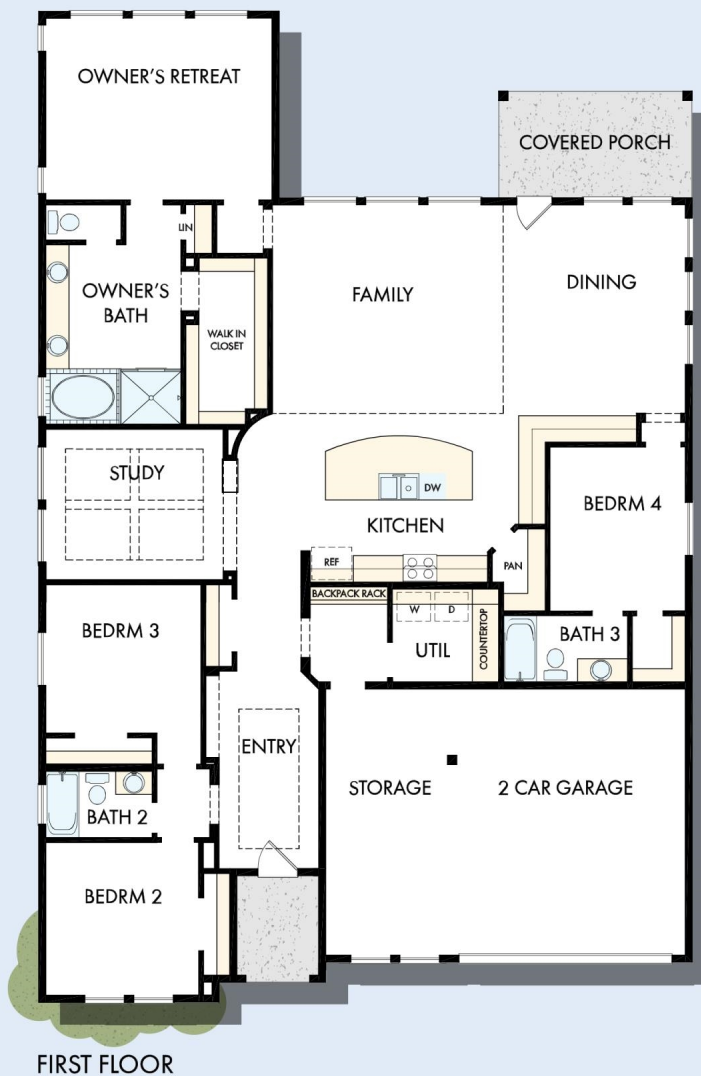 OWNER'S RETREAT
COVERED PORCH
LIN
OWNER'S
BATH
FAMILY
DINING
WALK IN
CLOSET
STUDY
DW
BEDRM 4
KITCHEN
REF
PAN
BACKPACK RACK
W
D
COUNTERTOP
UTIL
BEDRM 3
BATH 3
ENTRY
STORAGE
2 CAR GARAGE
BATH 2
BEDRM 2
FIRST FLOOR